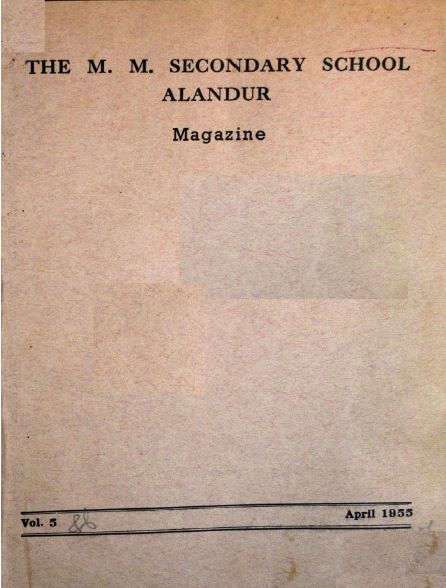 THE M. M. SECONDARY SCHOOL
ALANDUR
Magazine
Vol. 5
April 1955